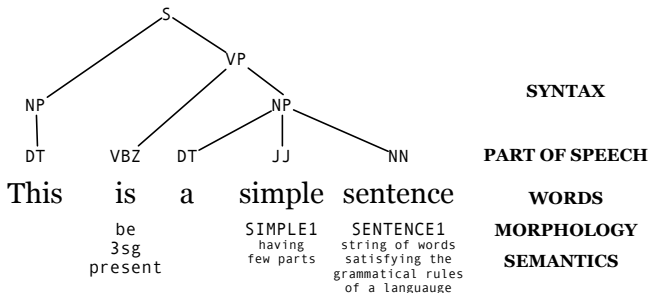 S
VP
SYNTAX
NP NP
DT VBZ DT JJ NN PART OF SPEECH
This is a simple sentence WORDS
be SIMPLE1 SENTENCE1 MORPHOLOGY
3sg having string of words
present few parts satisfying the SEMANTICS
grammatical rules
of a languauge